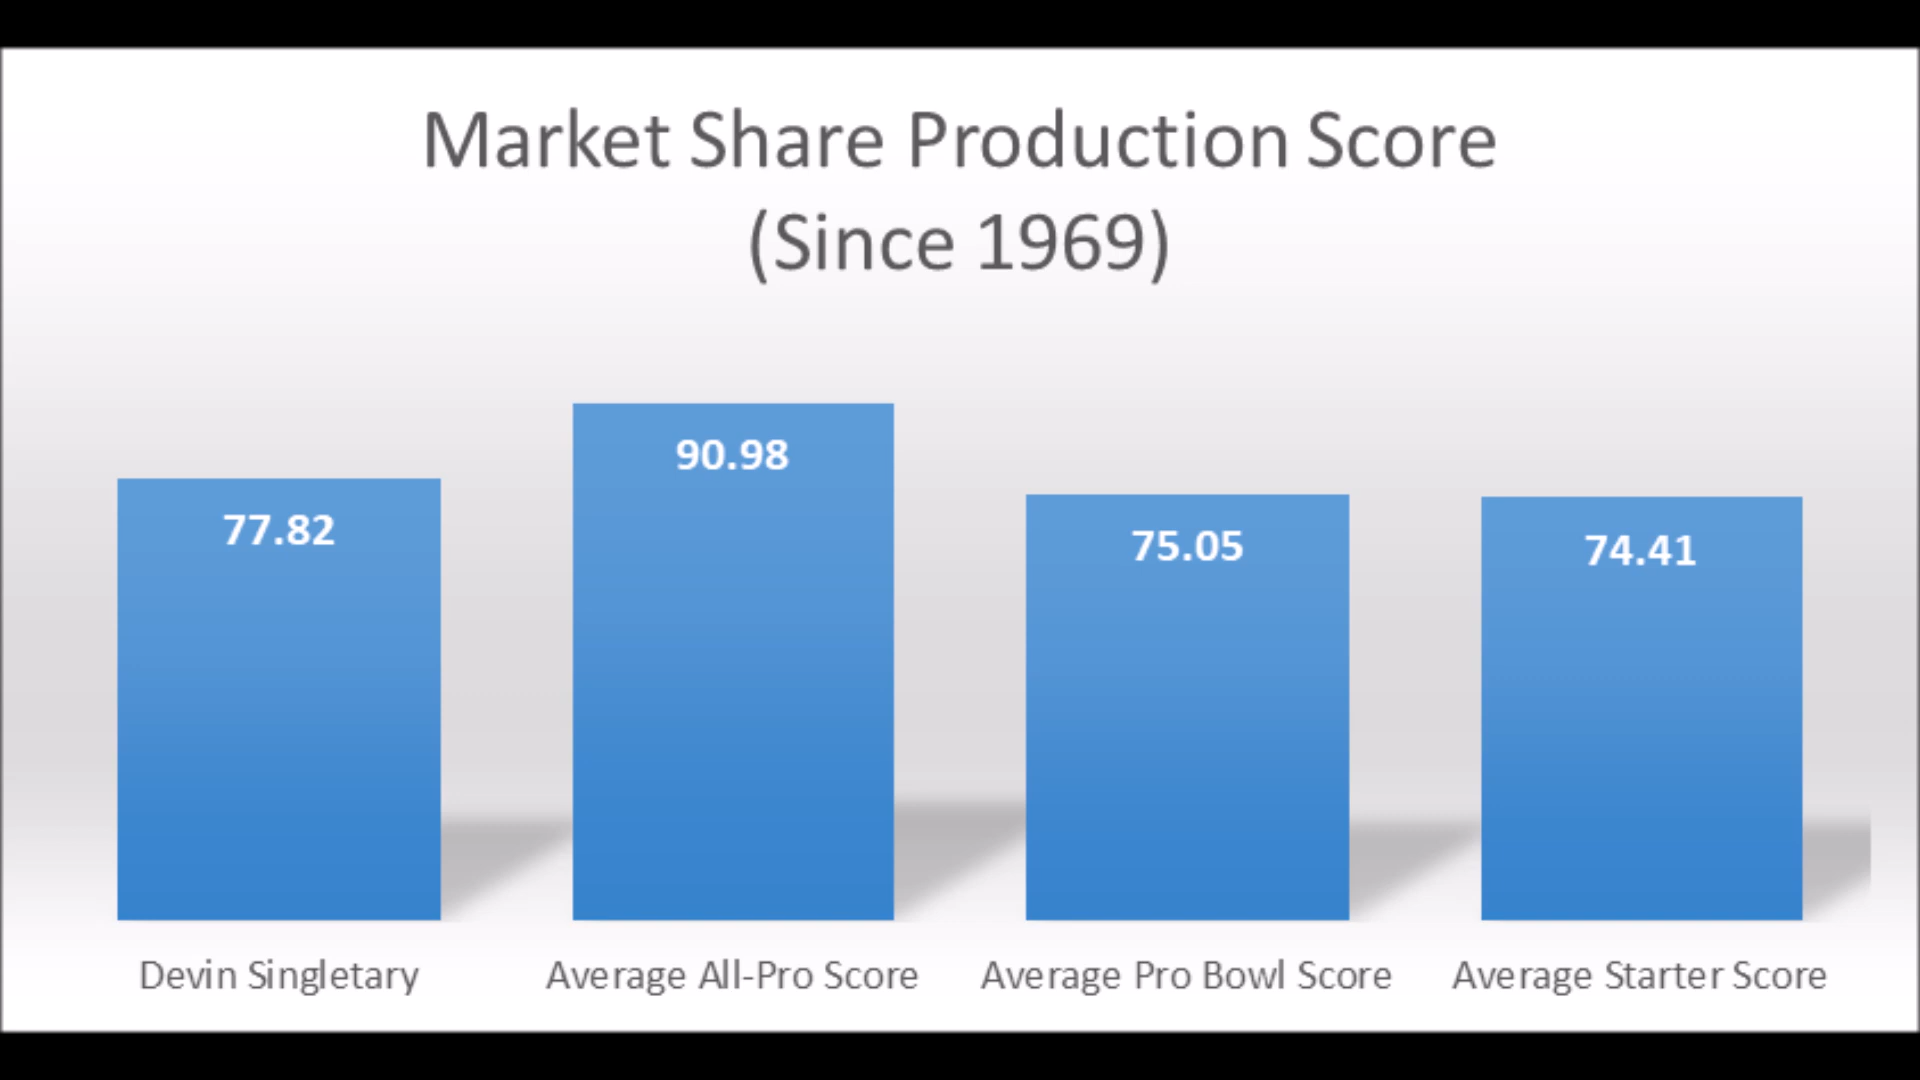 Market Share Production Score
(Since 1969)
77.82
90.98
75.05
74.41
Devin Singletary
Average All-Pro Score
Average Pro Bowl Score
Average Starter Score